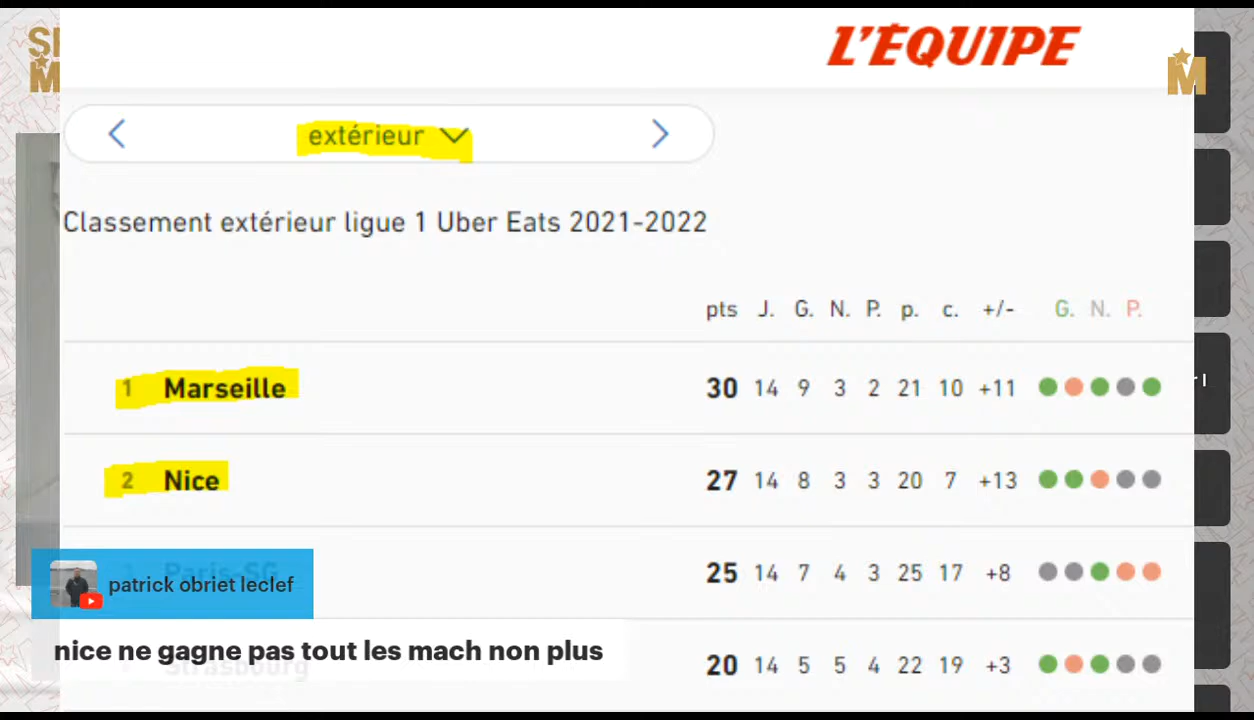 L'ÉQUIPE
M
M
extérieur
Classement extérieur ligue 1 Uber Eats 2021-2022
pts J. G. N. P. p. c. +/- G. N. P.
1 Marseille 30 14 9 3 2 21 10 +11
2 Nice 27 14 8 3 3 20 7 +13
Paris-SG 25 14 7 4 3 25 17 +8
patrick obriet leclef
nice ne gagne pas tout les mach non plus
Strasbourg 20 14 5 5 4 22 19 +3